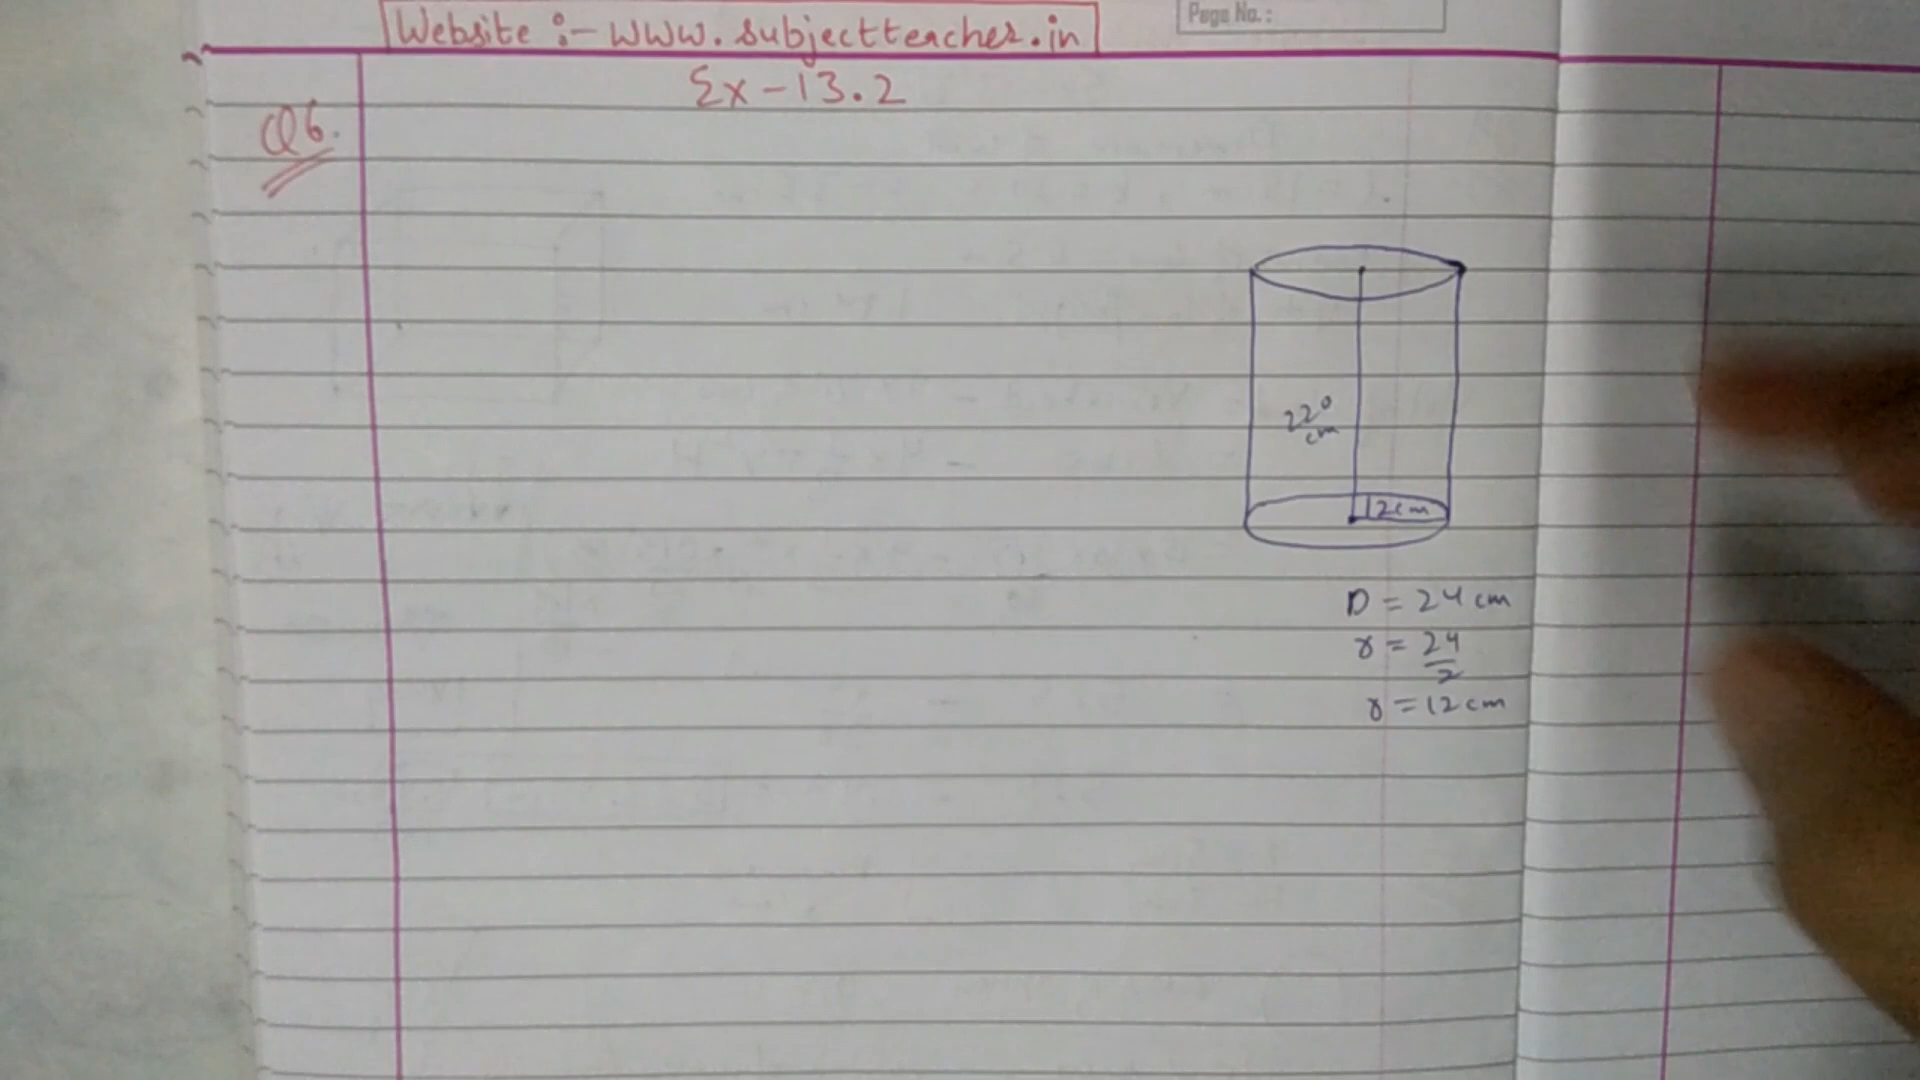 Website :- www.subjectteacher.in
Page No.:
Ex-13.2
Q6.
220
cm
12cm
D = 24 cm
r = 24
2
r = 12 cm